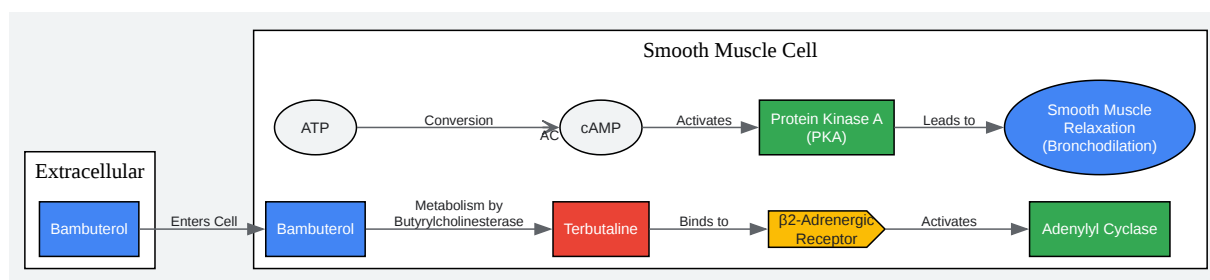 Smooth Muscle Cell
ATP
Conversion
AC
cAMP
Activates
Protein Kinase A
(PKA)
Leads to
Smooth Muscle
Relaxation
(Bronchodilation)
Extracellular
Bambuterol
Enters Cell
Bambuterol
Metabolism by
Butyrylcholinesterase
Terbutaline
Binds to
β2-Adrenergic
Receptor
Activates
Adenylyl Cyclase